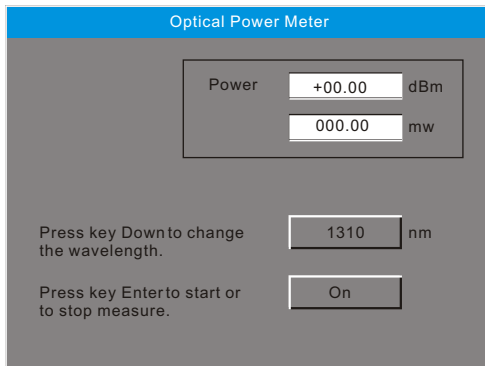 Optical Power Meter
Power +00.00 dBm
000.00 mw
Press key Down to change 1310 nm
the wavelength.
Press key Enter to start or On
to stop measure.